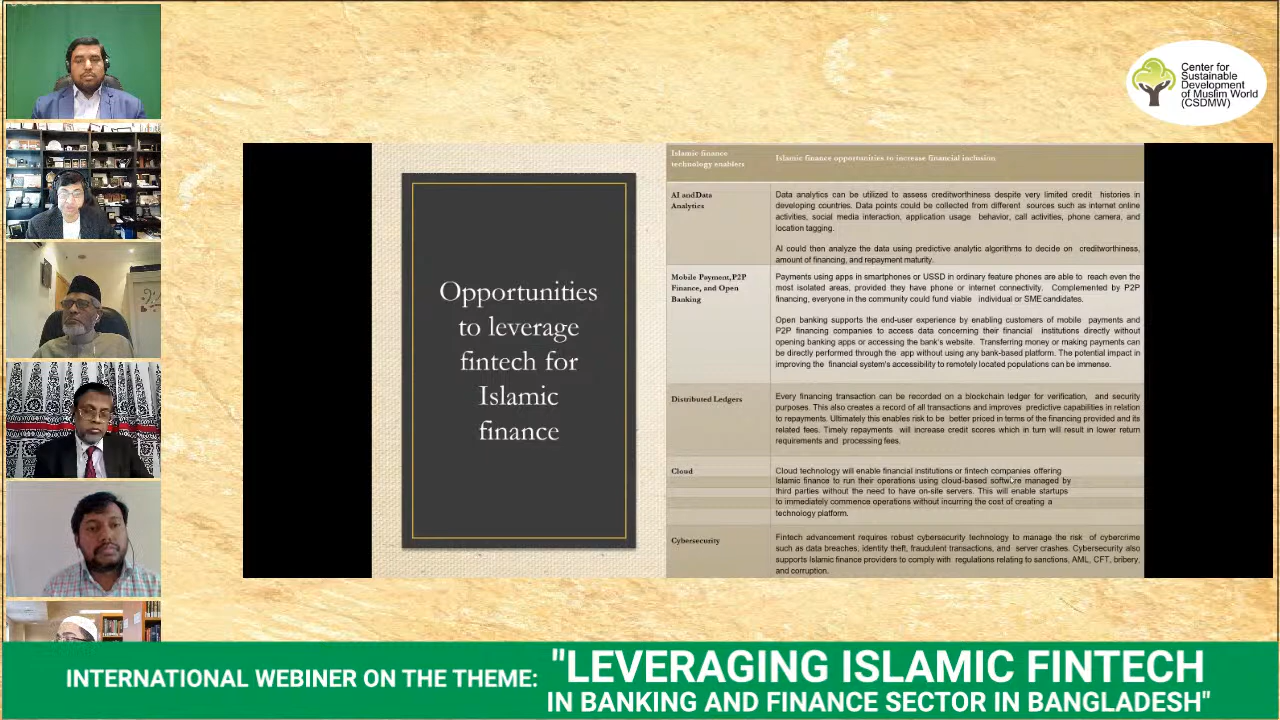 Center for
Sustainable
Development
of Muslim World
(CSDMW)
Opportunities
to leverage
fintech for
Islamic
finance
Islamic finance
technology enablers
Islamic finance opportunities to increase financial inclusion
AI and Data
Analytics
Data analytics can be utilized to assess creditworthiness despite very limited credit histories in
developing countries. Data points could be collected from different sources such as internet online
activities, social media interaction, application usage behavior, call activities, phone camera, and
location tagging.
AI could then analyze the data using predictive analytic algorithms to decide on creditworthiness,
amount of financing, and repayment maturity.
Mobile Payment, P2P
Finance, and Open
Banking
Payments using apps in smartphones or USSD in ordinary feature phones are able to reach even the
most isolated areas, provided they have phone or internet connectivity. Complemented by P2P
financing, everyone in the community could fund viable individual or SME candidates.
Open banking supports the end-user experience by enabling customers of mobile payments and
P2P financing companies to access data concerning their financial institutions directly without
opening banking apps or accessing the bank's website. Transferring money or making payments can
be directly performed through the app without using any bank-based platform. The potential impact in
improving the financial system's accessibility to remotely located populations can be immense.
Distributed Ledgers
Every financing transaction can be recorded on a blockchain ledger for verification, and security
purposes. This also creates a record of all transactions and improves predictive capabilities in relation
to repayments. Ultimately this enables risk to be better priced in terms of the financing provided and its
related fees. Timely repayments will increase credit scores which in turn will result in lower return
requirements and processing fees.
Cloud
Cloud technology will enable financial institutions or fintech companies offering
Islamic finance to run their operations using cloud-based software managed by
third parties without the need to have on-site servers. This will enable startups
to immediately commence operations without incurring the cost of creating a
technology platform.
Cybersecurity
Fintech advancement requires robust cybersecurity technology to manage the risk of cybercrime
such as data breaches, identity theft, fraudulent transactions, and server crashes. Cybersecurity also
supports Islamic finance providers to comply with regulations relating to sanctions, AML, CFT, bribery,
and corruption.
INTERNATIONAL WEBINER ON THE THEME:
"LEVERAGING ISLAMIC FINTECH
IN BANKING AND FINANCE SECTOR IN BANGLADESH"